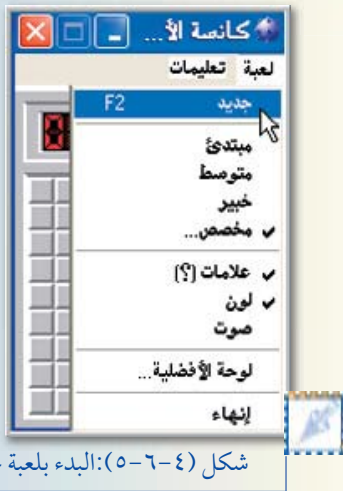 كانسة الأ...
لعبة تعليمات
جديد F2
مبتدئ
متوسط
خبير
مخصص...
علامات (؟)
لون
صوت
لوحة الأفضلية...
إنهاء
شكل (٤-٦-٥): البدء بلعبة